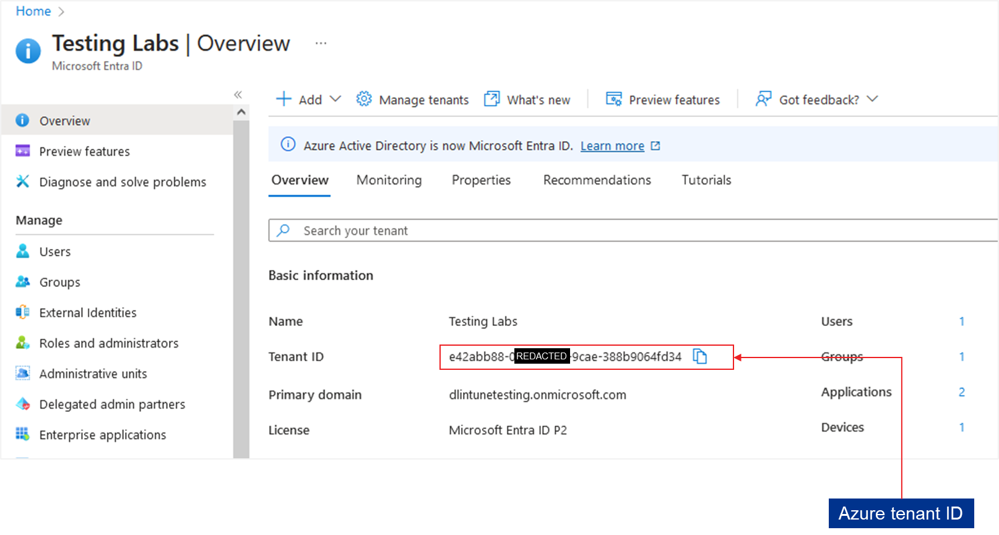 Home
Testing Labs | Overview ...
Microsoft Entra ID
Add
Manage tenants
What's new
Preview features
Got feedback?
Overview
Preview features
Diagnose and solve problems
Manage
Users
Groups
External Identities
Roles and administrators
Administrative units
Delegated admin partners
Enterprise applications
Azure Active Directory is now Microsoft Entra ID. Learn more
Overview
Monitoring
Properties
Recommendations
Tutorials
Search your tenant
Basic information
Name Testing Labs Users 1
Tenant ID e42abb88-0 REDACTED -9cae-388b9064fd34 Groups 1
Primary domain dlintunetesting.onmicrosoft.com Applications 2
License Microsoft Entra ID P2 Devices 1
Azure tenant ID